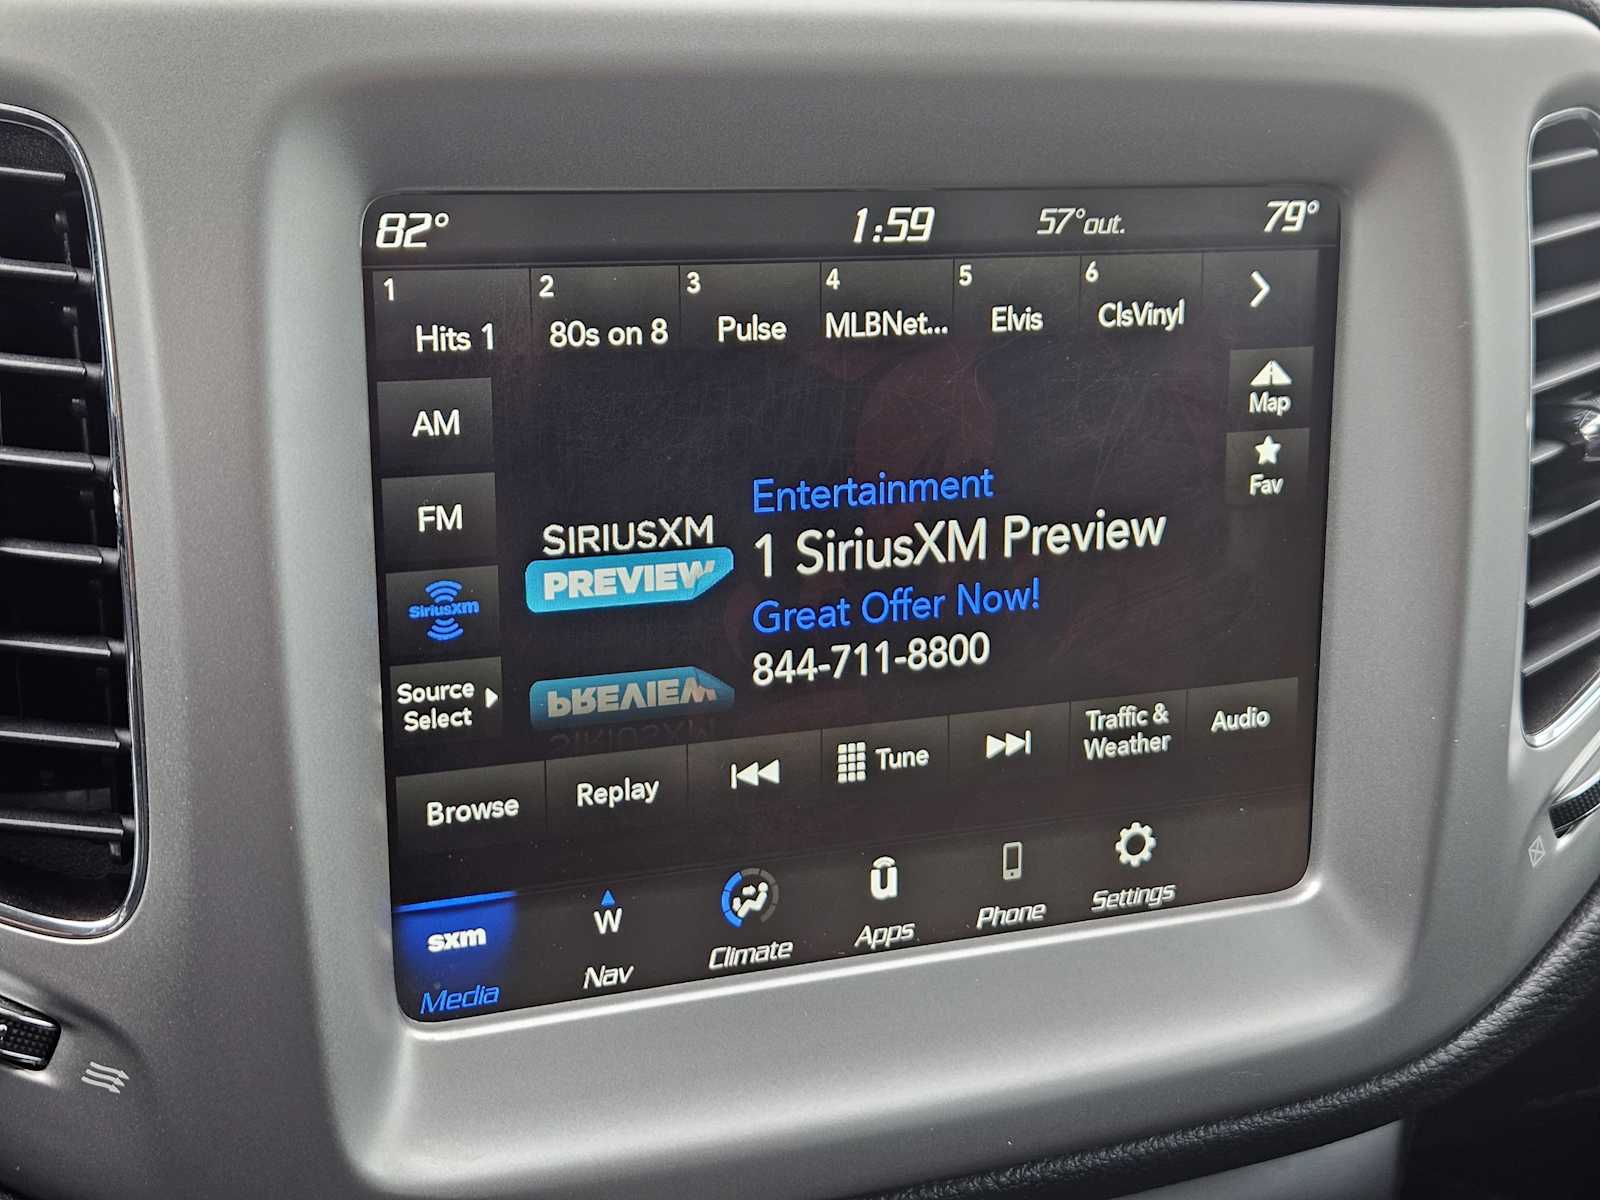 82° 1:59 57°out. 79°
1 2 3 4 5 6
Hits 1 80s on 8 Pulse MLBNet... Elvis ClsVinyl
AM
Map
FM
Fav
SiriusXm
Source
Select
SIRIUSXM
PREVIEW
Entertainment
1 SiriusXM Preview
Great Offer Now!
844-711-8800
PREVIEW
SIRIUSXM
Browse Replay Tune Traffic & Audio
Weather
sxm W u
Media Nav Climate Apps Phone Settings